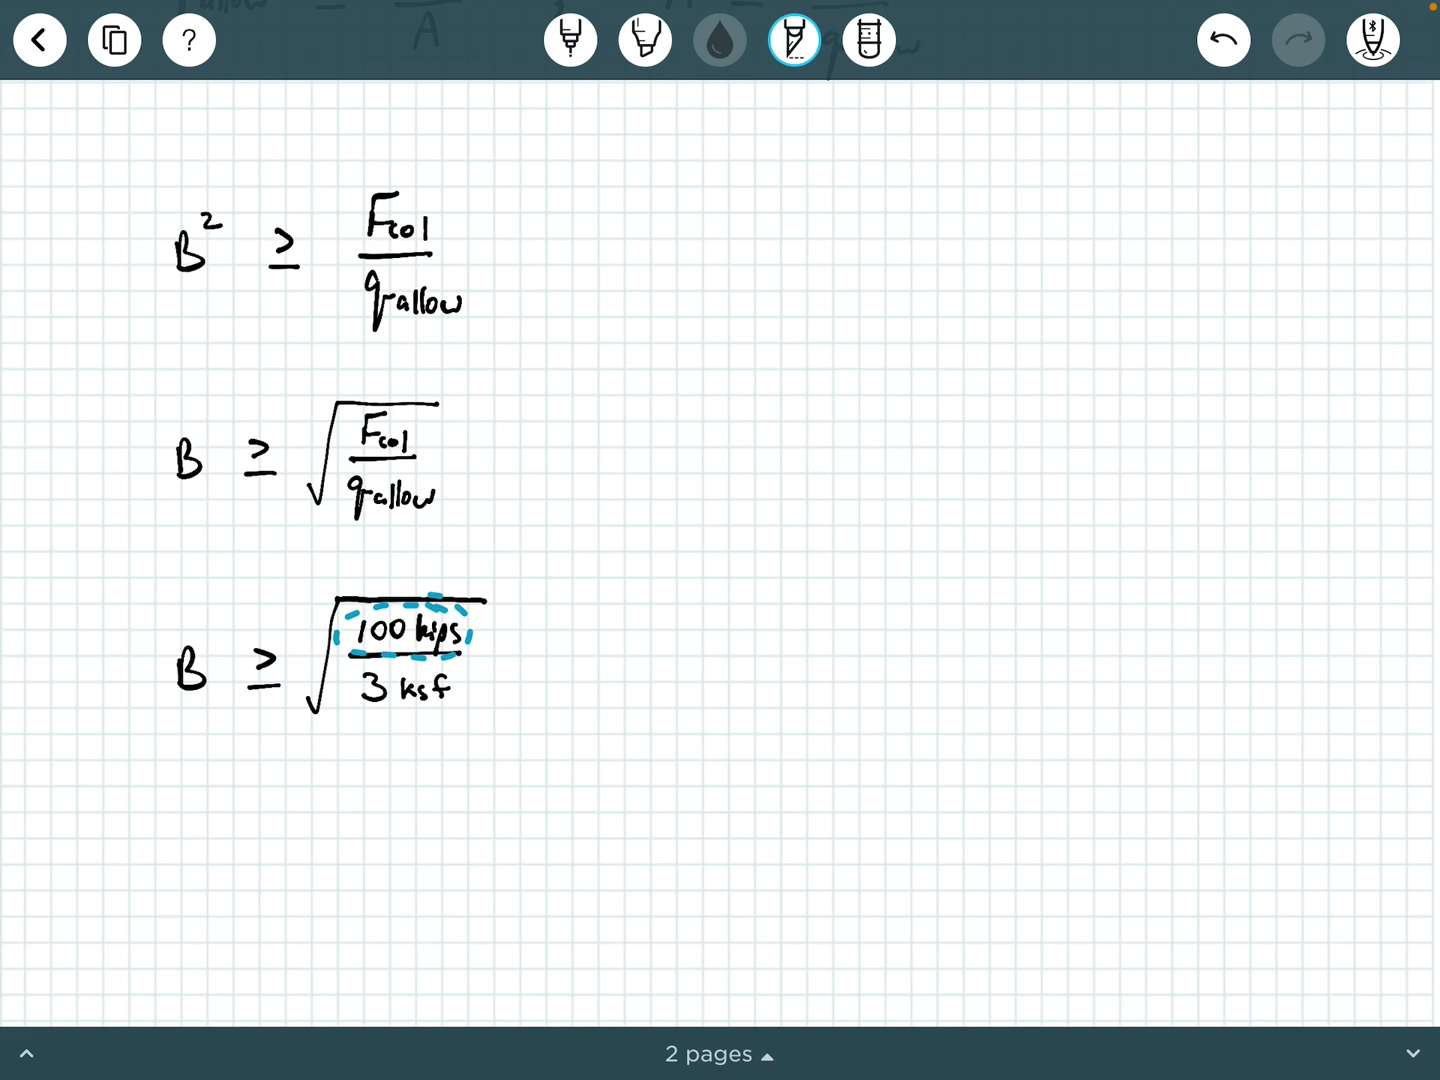 ?
A
B² ≥ Fcol / qallow
B ≥ √(Fcol / qallow)
B ≥ √(100 kips / 3 ksf)
2 pages